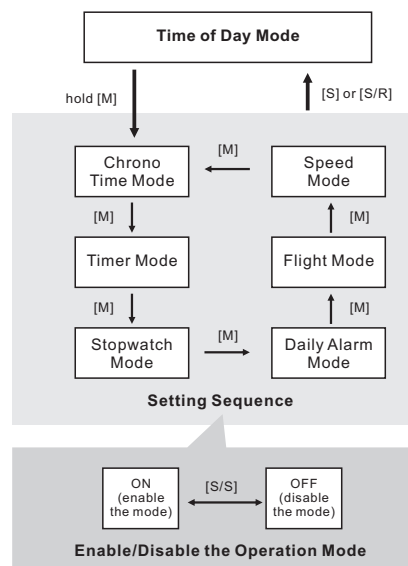 Time of Day Mode
hold [M]
[S] or [S/R]
Chrono
Time Mode
[M]
Speed
Mode
[M]
[M]
Timer Mode
Flight Mode
[M]
[M]
Stopwatch
Mode
[M]
Daily Alarm
Mode
Setting Sequence
ON
(enable
the mode)
[S/S]
OFF
(disable
the mode)
Enable/Disable the Operation Mode